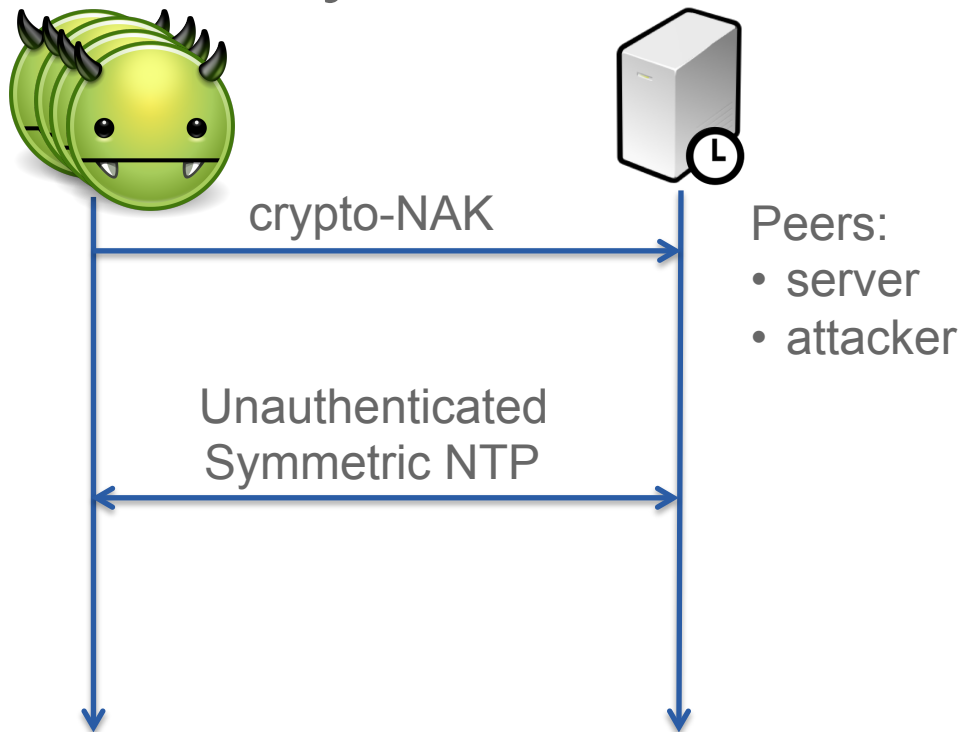 crypto-NAK
Peers:
• server
• attacker
Unauthenticated
Symmetric NTP